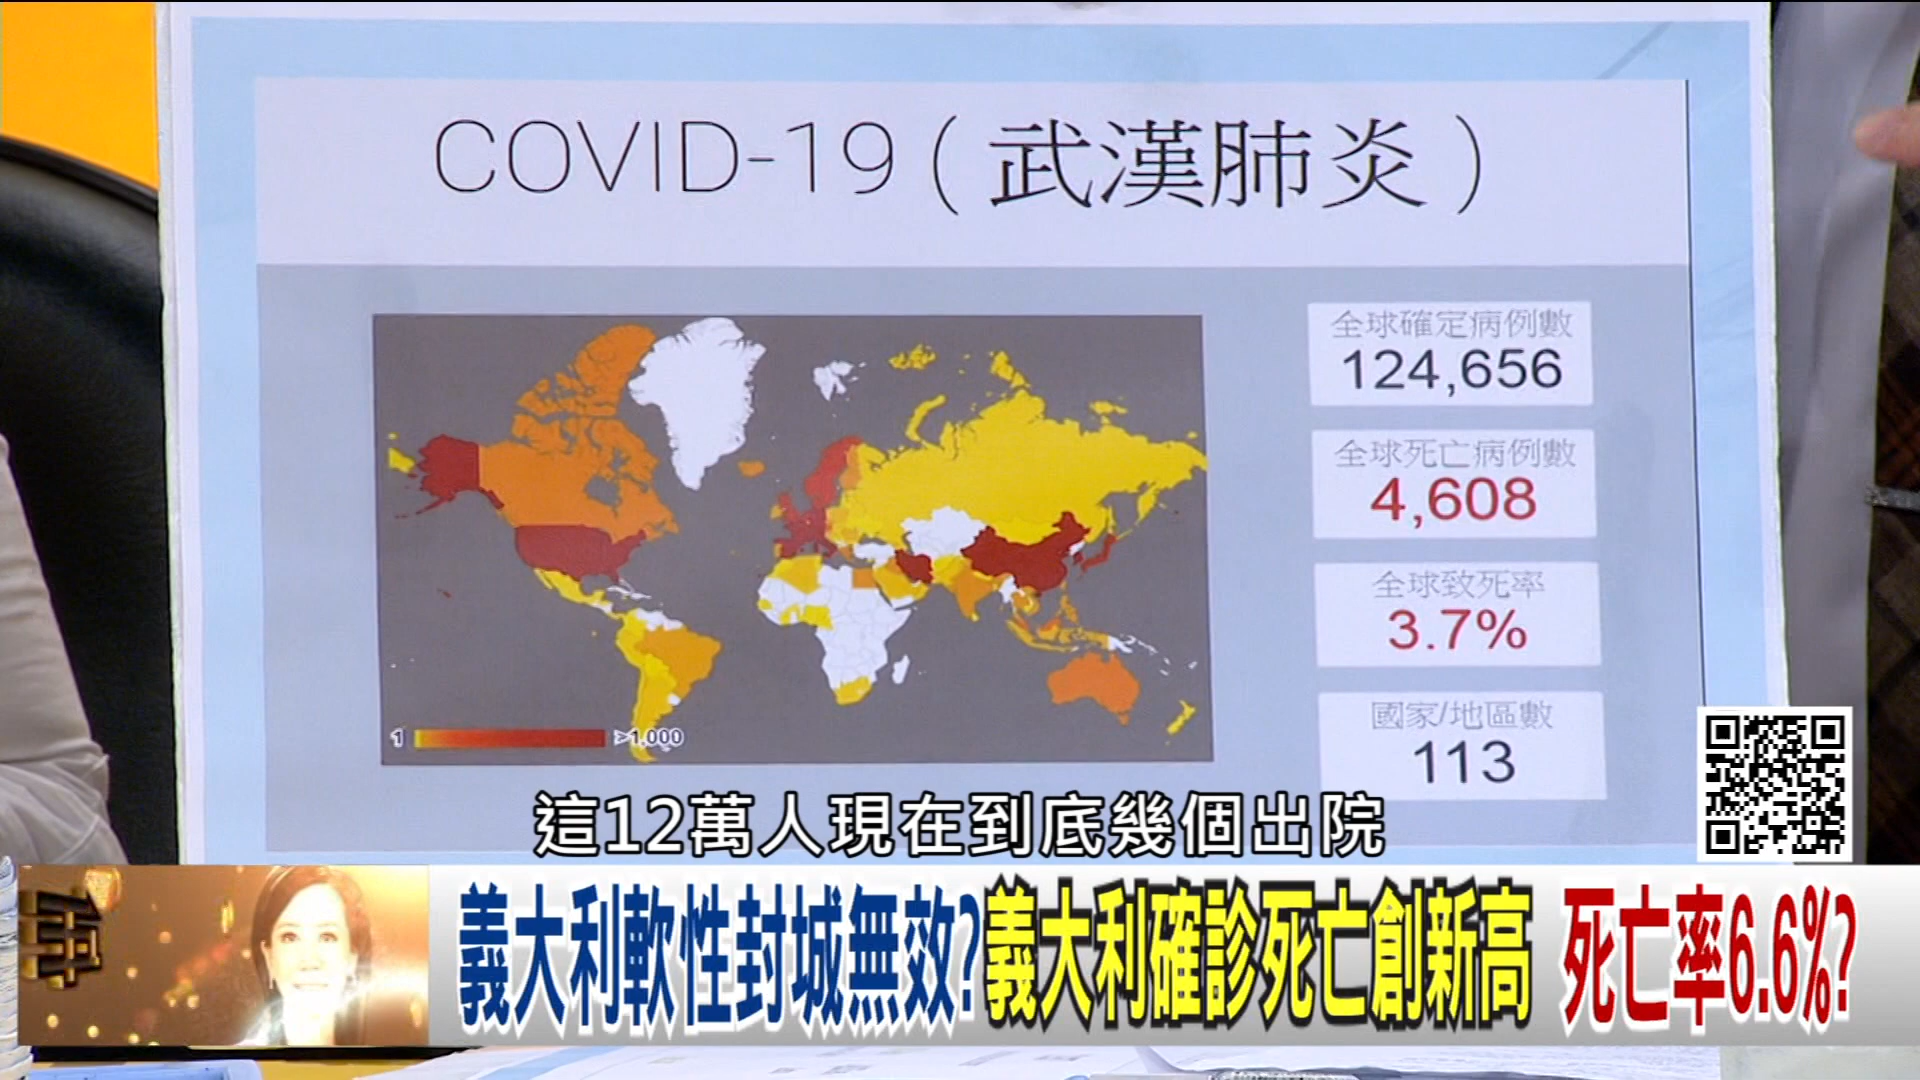 COVID-19（武漢肺炎）
全球確定病例數
124,656
全球死亡病例數
4,608
全球致死率
3.7%
國家/地區數
113
1 >1,000
這12萬人現在到底幾個出院
義大利軟性封城無效?義大利確診死亡創新高 死亡率6.6%?